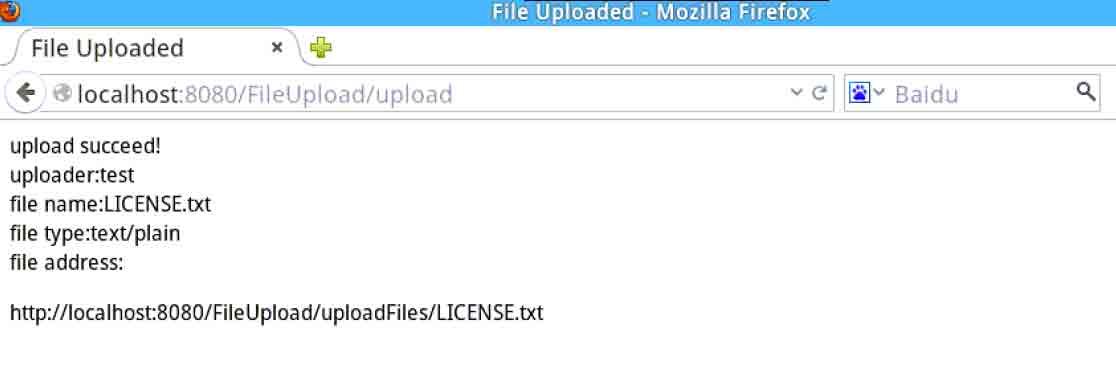 File Uploaded - Mozilla Firefox
File Uploaded
localhost:8080/FileUpload/upload
Baidu
upload succeed!
uploader:test
file name:LICENSE.txt
file type:text/plain
file address:
http://localhost:8080/FileUpload/uploadFiles/LICENSE.txt